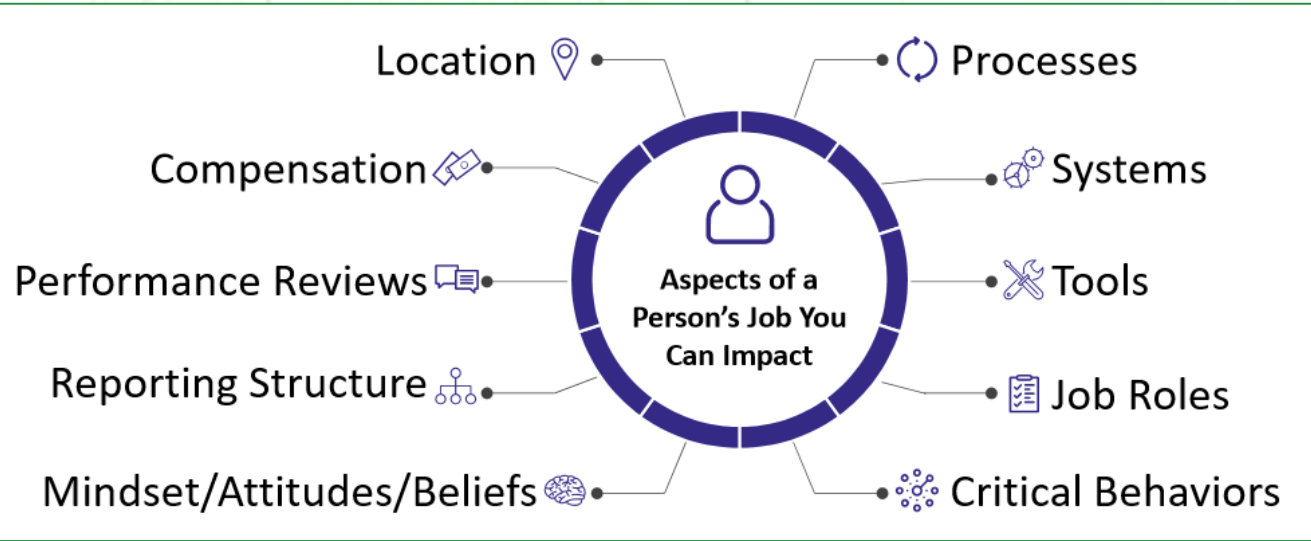 Location
Processes
Compensation
Systems
Performance Reviews
Tools
Reporting Structure
Job Roles
Mindset/Attitudes/Beliefs
Critical Behaviors
Aspects of a
Person's Job You
Can Impact